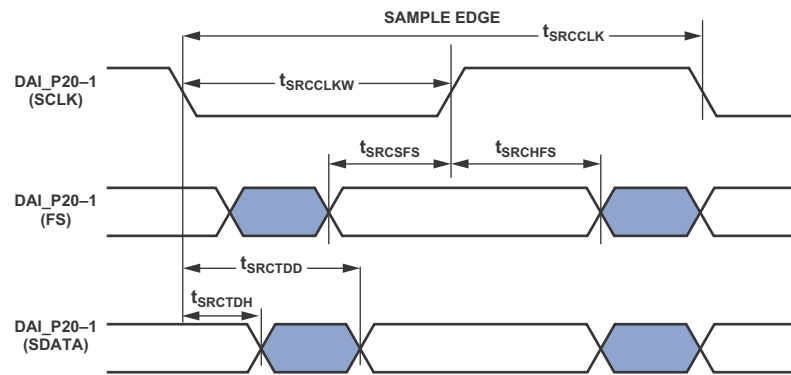 SAMPLE EDGE
tSRCCLK
DAI_P20–1
(SCLK)
tSRCCLKW
tSRCSFS
tSRCHFS
DAI_P20–1
(FS)
tSRCTDD
tSRCTDH
DAI_P20–1
(SDATA)